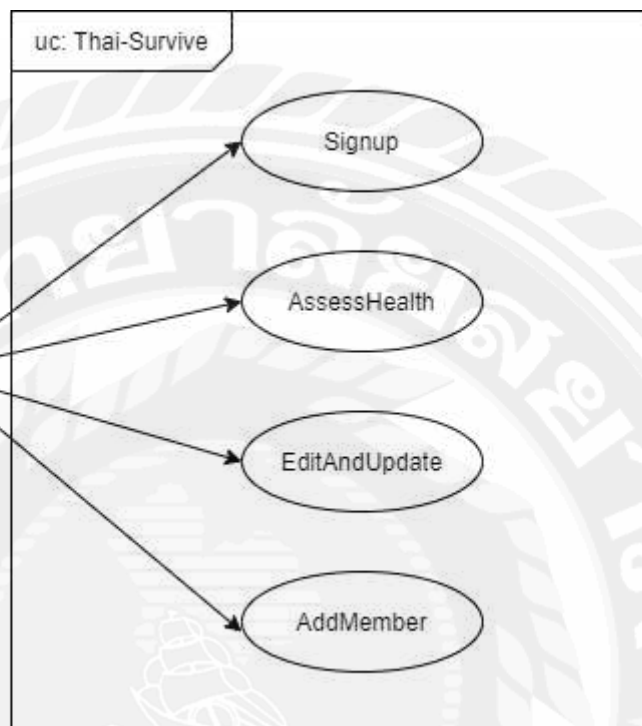 uc: Thai-Survive
Signup
AssessHealth
EditAndUpdate
AddMember